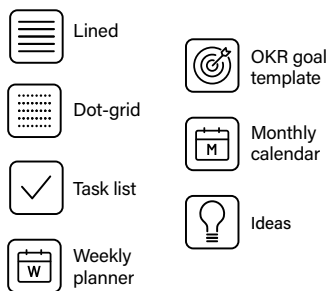 Lined
Dot-grid
Task list
W
Weekly
planner
OKR goal
template
M
Monthly
calendar
Ideas